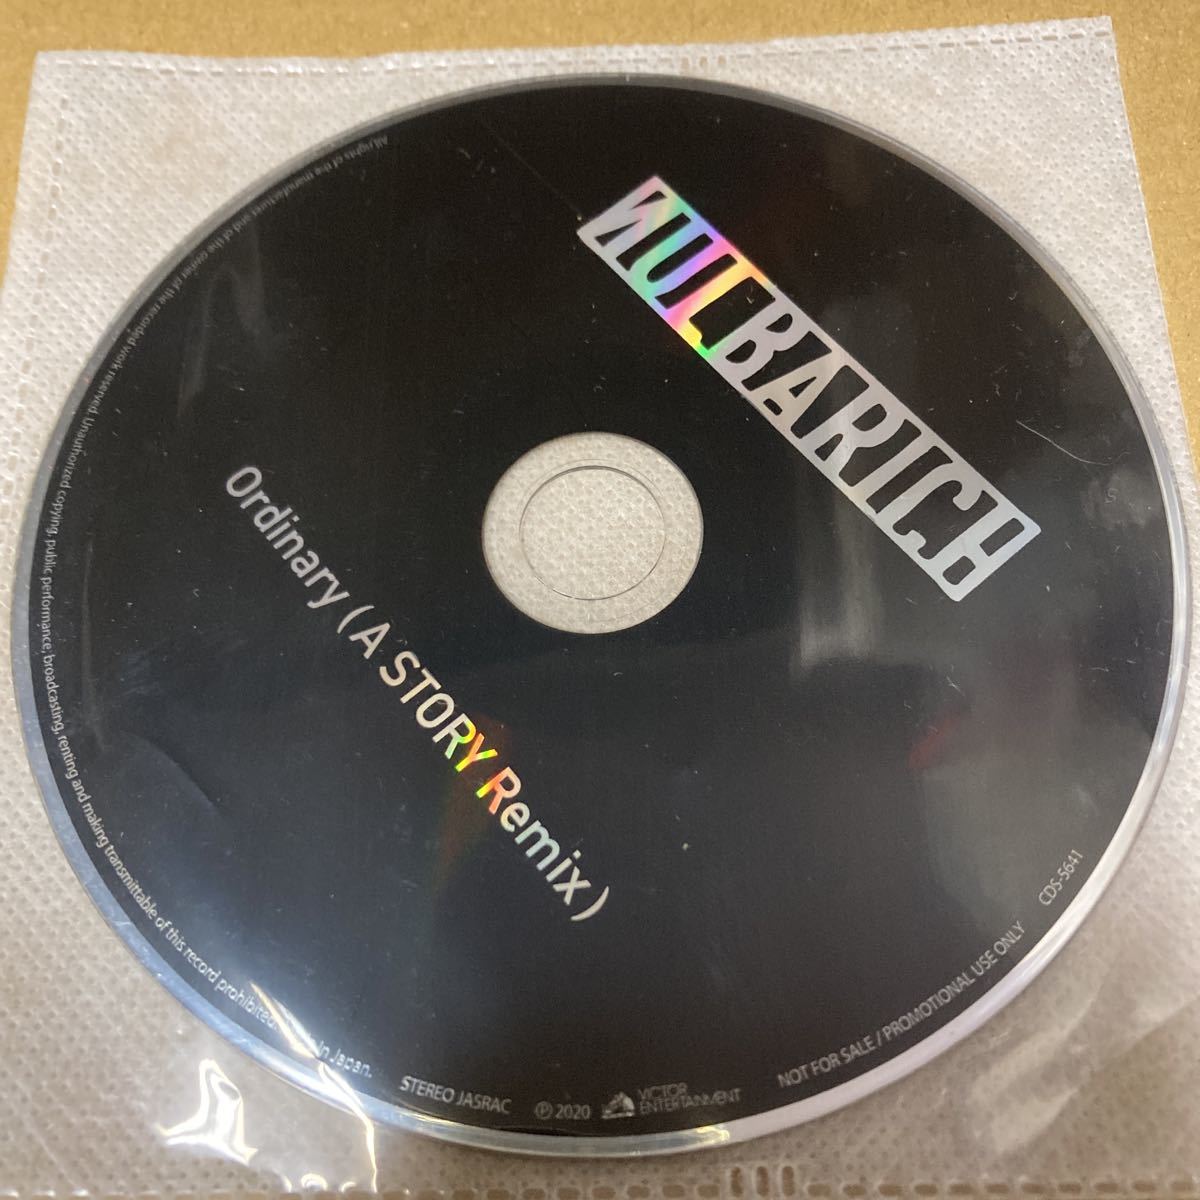 NULBARICH
Ordinary ( A STORY Remix )
All rights of the manufacturers and of the owner of the recorded work reserved. Unauthorized copying, public performance, broadcasting, renting and making transmittable of this record prohibited. in Japan.
STEREO JASRAC
Ⓟ 2020
VICTOR
ENTERTAINMENT
NOT FOR SALE / PROMOTIONAL USE ONLY
CDS-5641